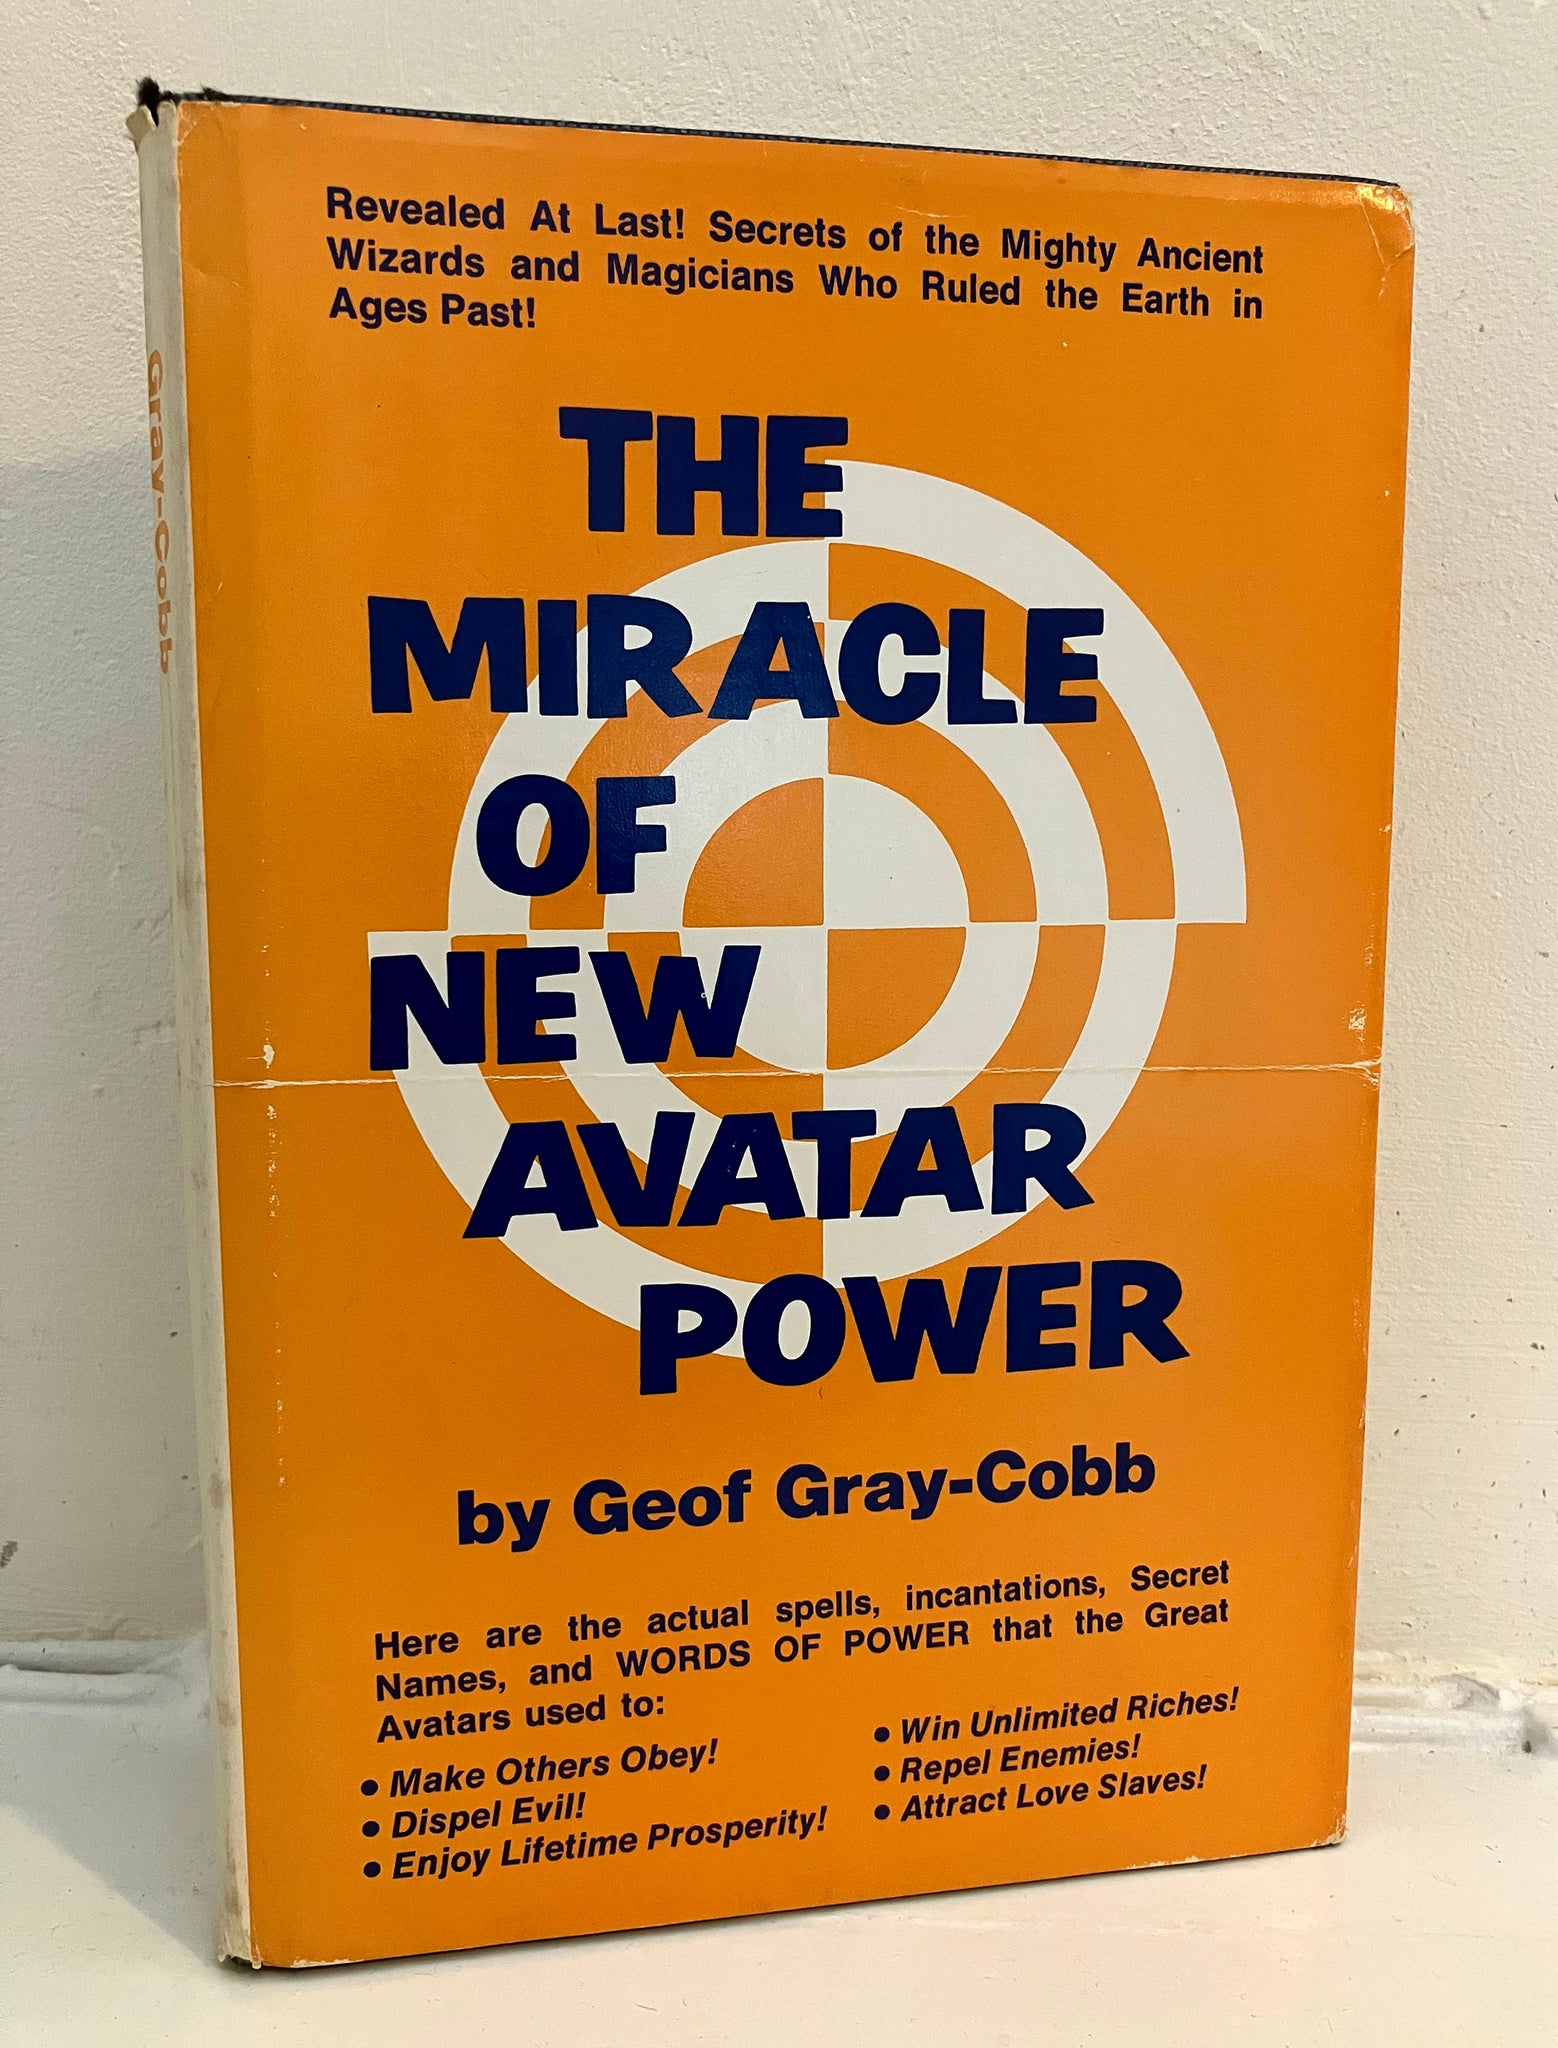 Revealed At Last! Secrets of the Mighty Ancient
Wizards and Magicians Who Ruled the Earth in
Ages Past!
THE
MIRACLE
OF
NEW
AVATAR
POWER
by Geof Gray-Cobb
Here are the actual spells, incantations, Secret
Names, and WORDS OF POWER that the Great
Avatars used to:
• Make Others Obey!
• Dispel Evil!
• Enjoy Lifetime Prosperity!
• Win Unlimited Riches!
• Repel Enemies!
• Attract Love Slaves!
Gray-Cobb